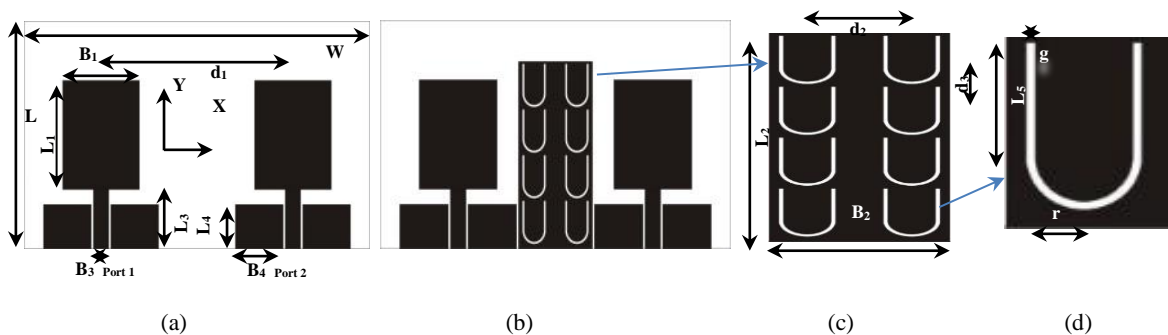 W
B1
d1
Y
X
L
L1
L3
L4
B3 Port 1
B4 Port 2
d2
d3
L2
B2
g
L5
r
(a)
(b)
(c)
(d)